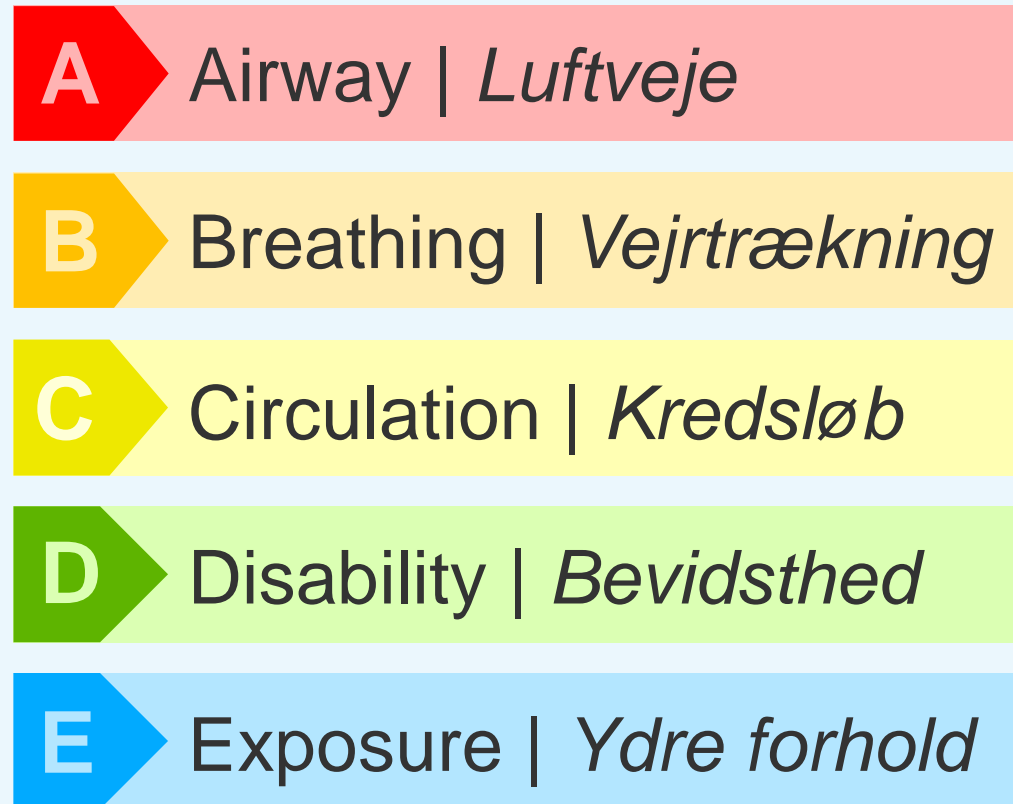 A Airway | Luftveje
B Breathing | Vejrtrækning
C Circulation | Kredsløb
D Disability | Bevidsthed
E Exposure | Ydre forhold